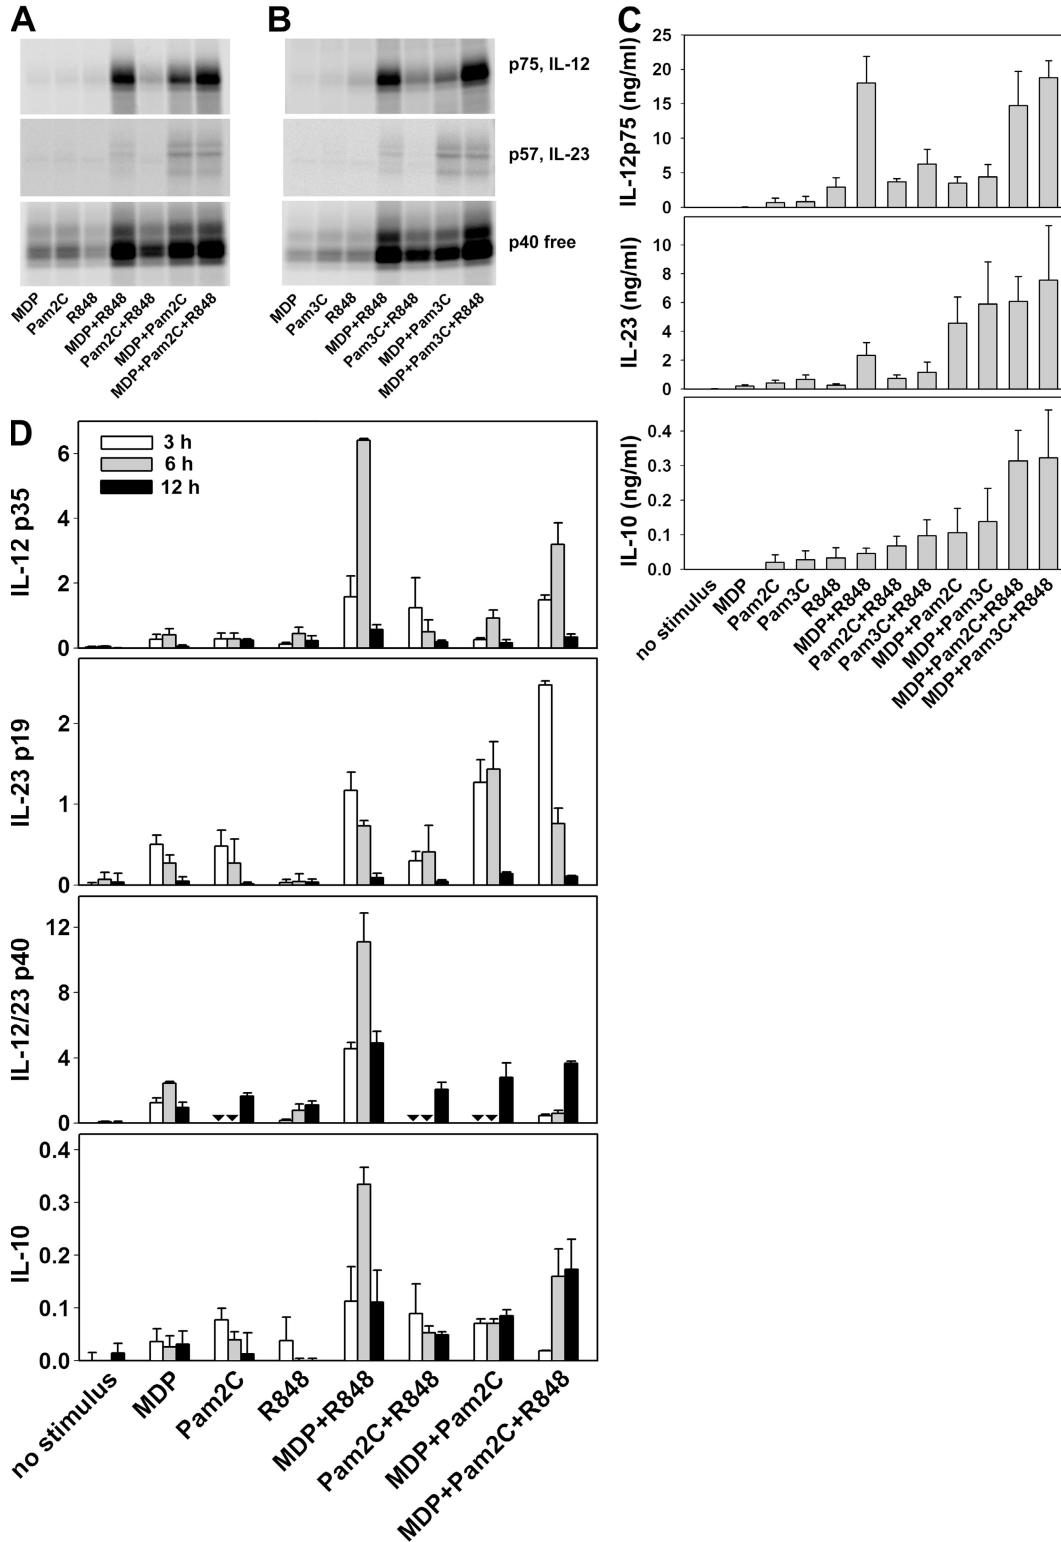 A
B
p75, IL-12
p57, IL-23
p40 free
MDP
Pam2C
R848
MDP+R848
Pam2C+R848
MDP+Pam2C
MDP+Pam2C+R848
MDP
Pam3C
R848
MDP+R848
Pam3C+R848
MDP+Pam3C
MDP+Pam3C+R848
C
IL-12p75 (ng/ml)
25
20
15
10
5
0
IL-23 (ng/ml)
10
8
6
4
2
0
IL-10 (ng/ml)
0.4
0.3
0.2
0.1
0.0
no stimulus
MDP
Pam2C
Pam3C
R848
MDP+R848
Pam2C+R848
Pam3C+R848
MDP+Pam2C
MDP+Pam3C
MDP+Pam2C+R848
MDP+Pam3C+R848
D
3 h
6 h
12 h
IL-12 p35
6
4
2
0
IL-23 p19
2
1
0
IL-12/23 p40
12
8
4
0
IL-10
0.4
0.3
0.2
0.1
0.0
no stimulus
MDP
Pam2C
R848
MDP+R848
Pam2C+R848
MDP+Pam2C
MDP+Pam2C+R848